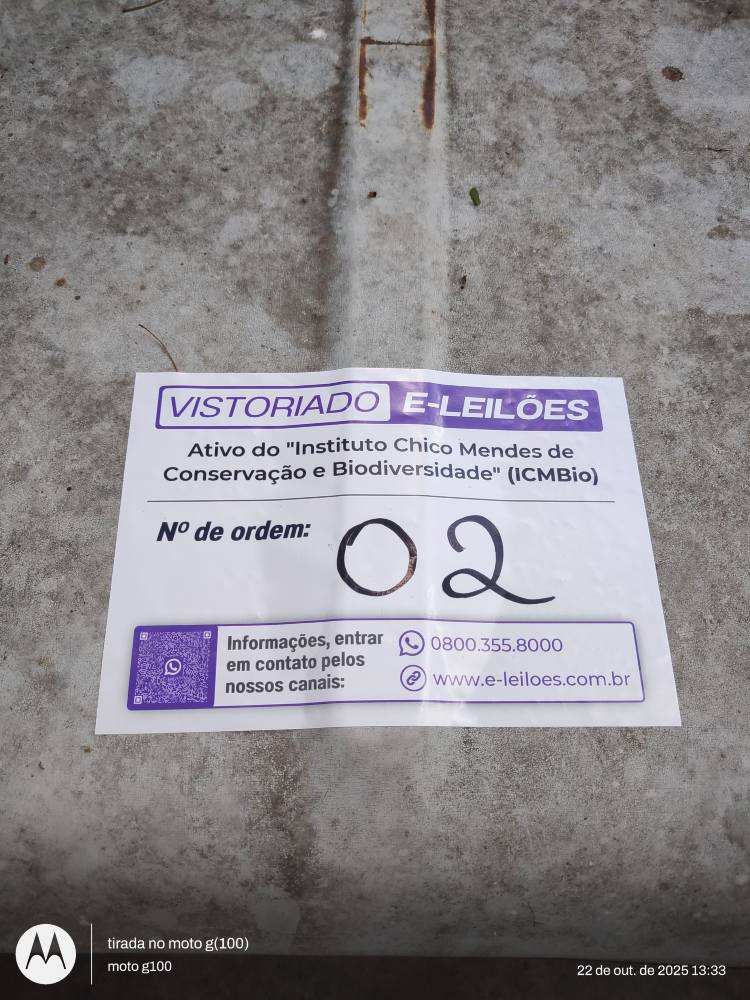 VISTORIADO E-LEILÕES
Ativo do "Instituto Chico Mendes de
Conservação e Biodiversidade" (ICMBio)
Nº de ordem: 02
Informações, entrar
em contato pelos
nossos canais:
0800.355.8000
www.e-leiloes.com.br
tirada no moto g(100)
moto g100
22 de out. de 2025 13:33